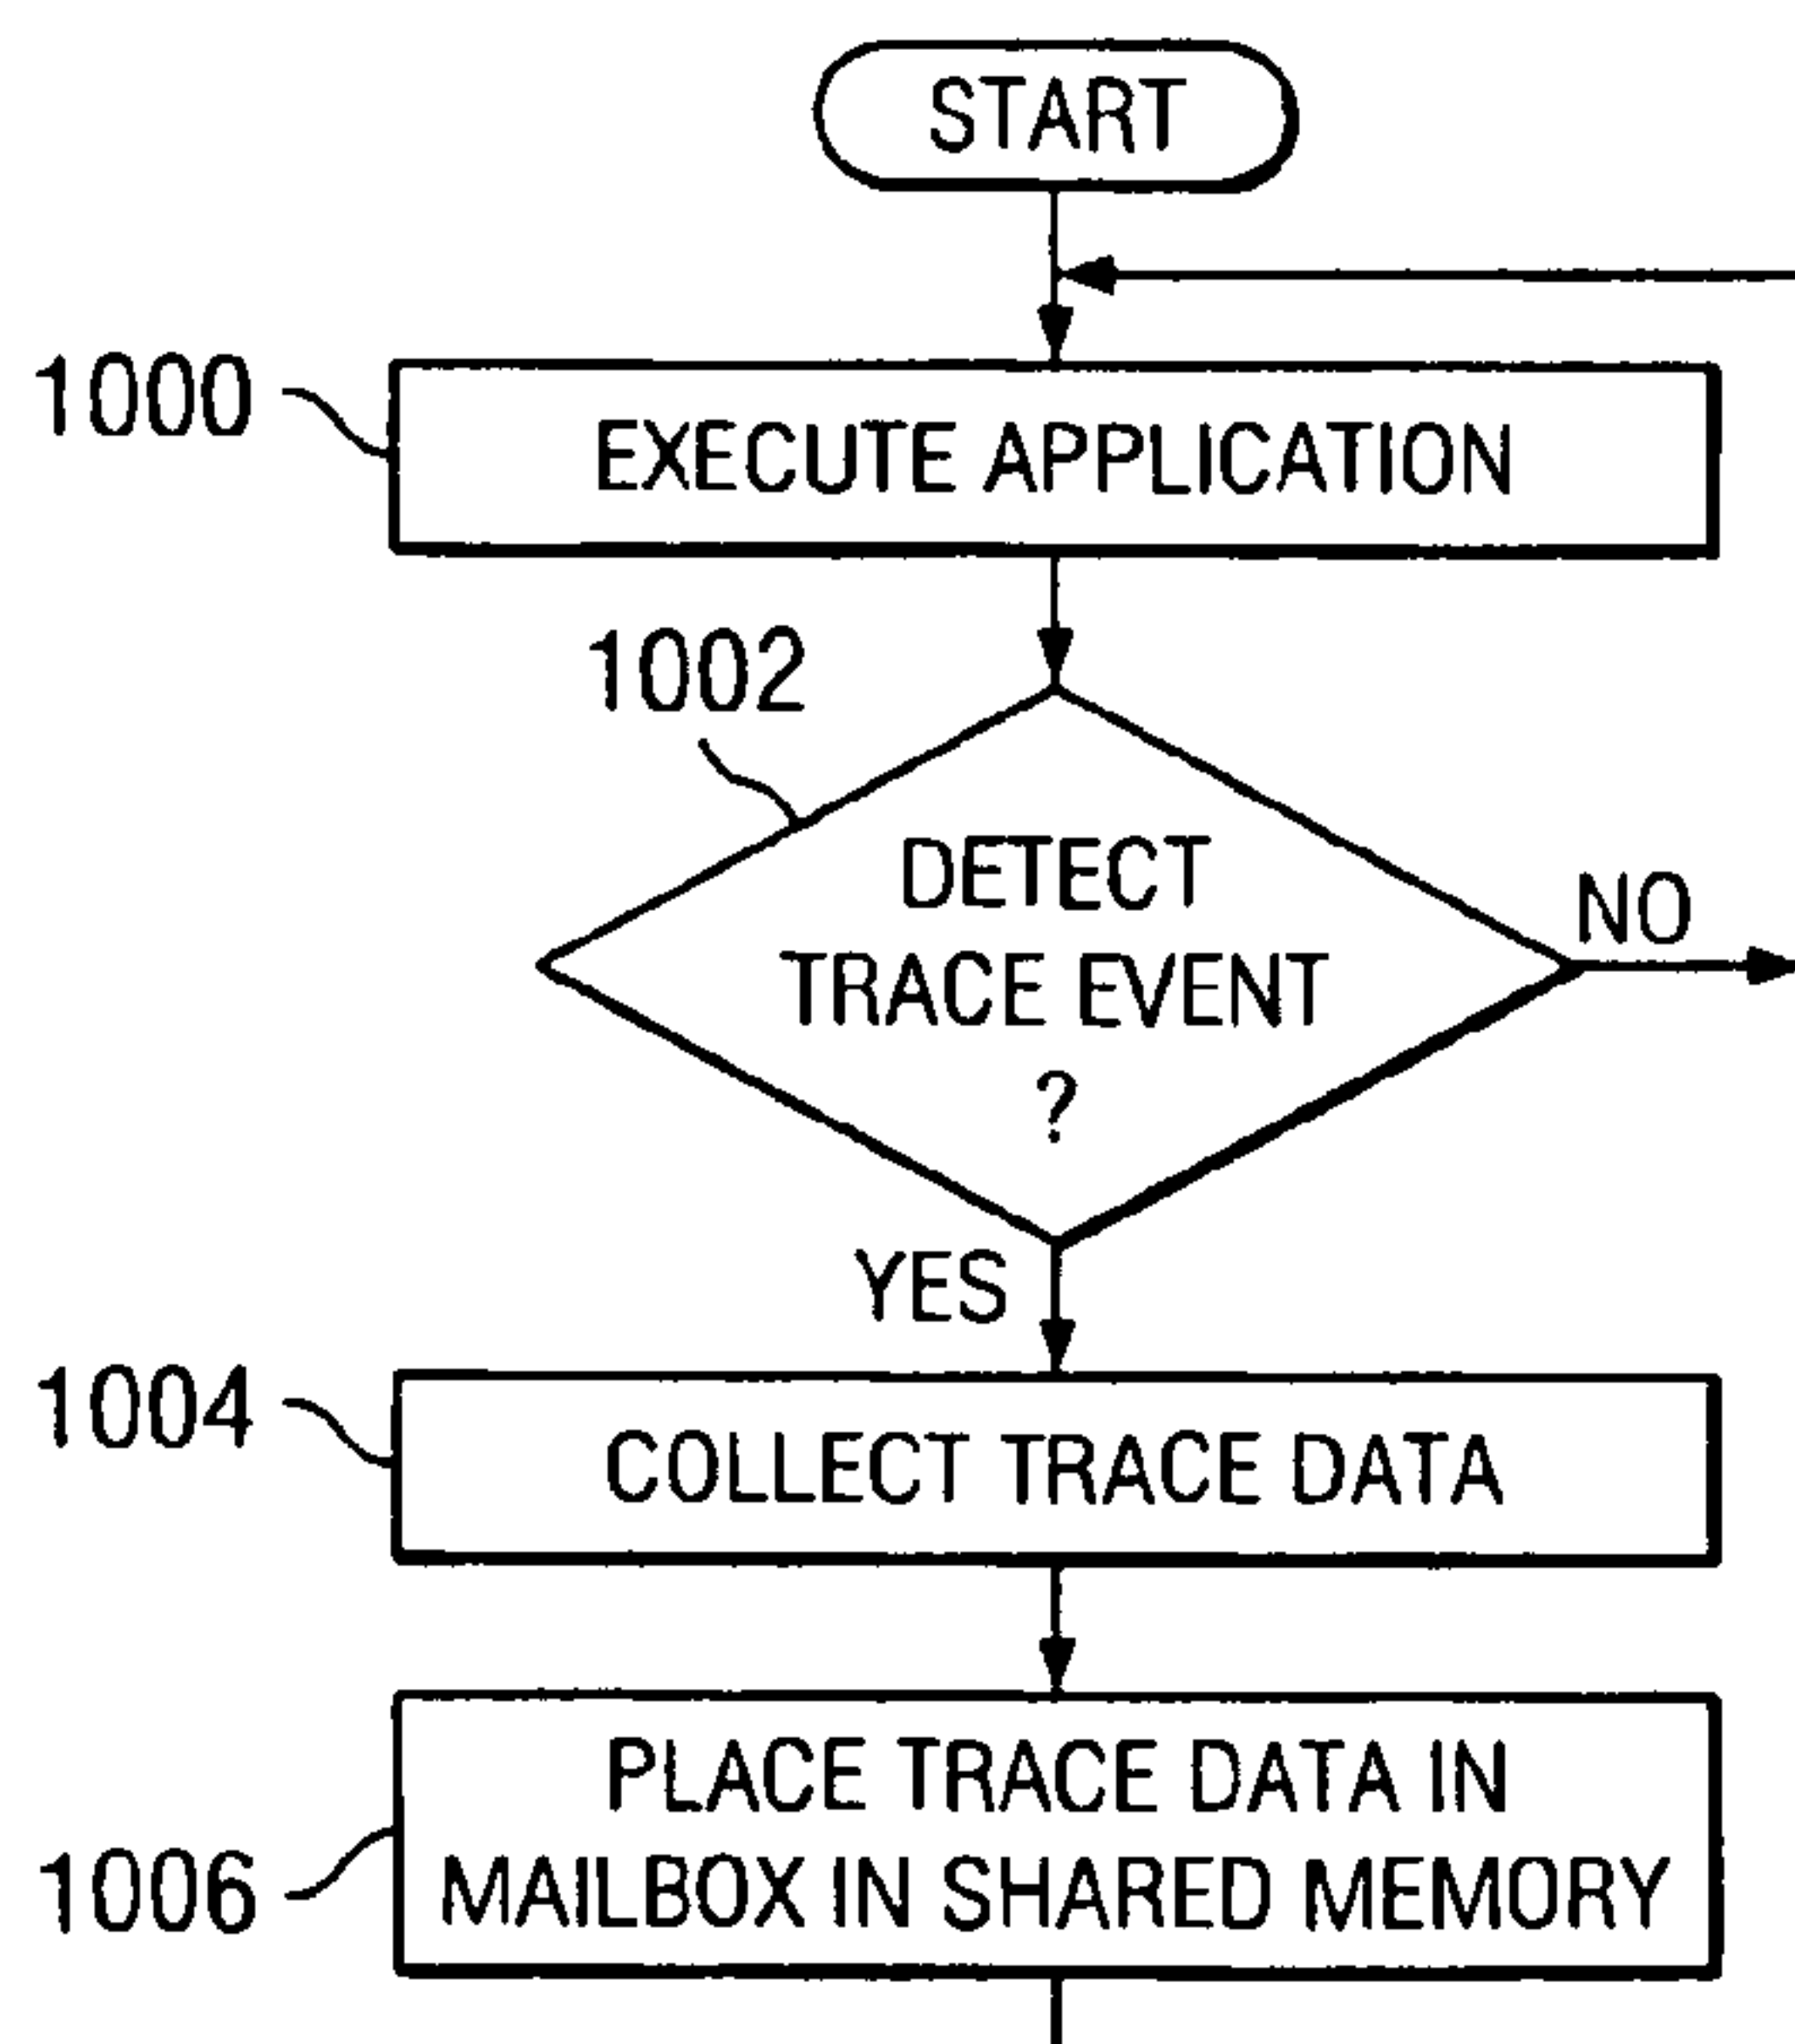 START
1000
EXECUTE APPLICATION
1002
DETECT
TRACE EVENT
?
NO
YES
1004
COLLECT TRACE DATA
PLACE TRACE DATA IN
MAILBOX IN SHARED MEMORY
1006